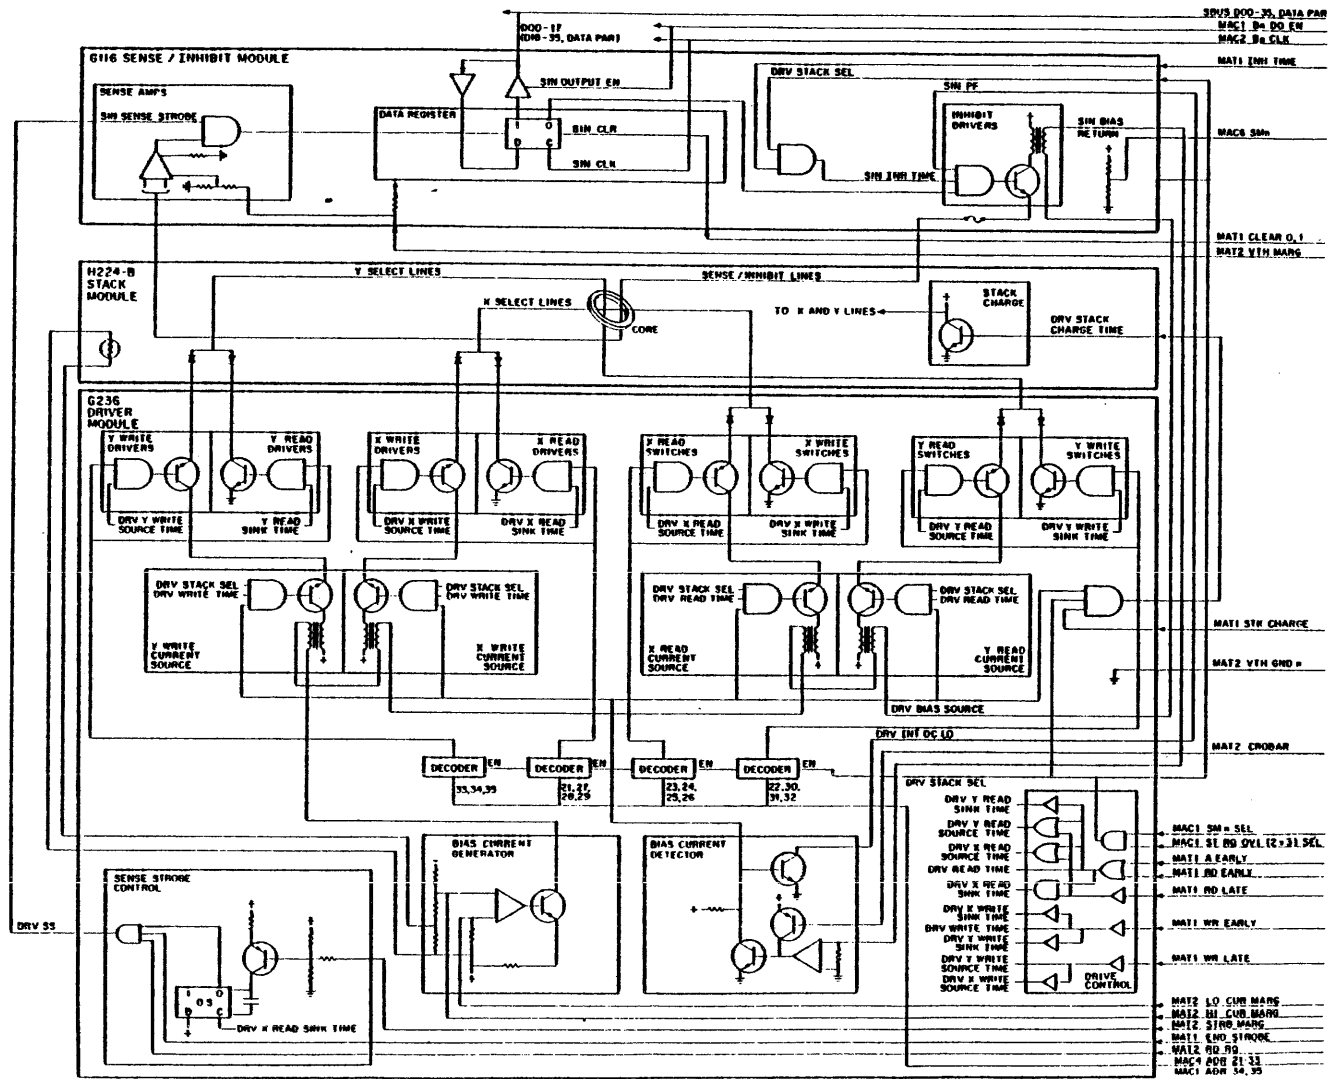 SBUS D00-35, DATA PAR
D00-17
(D18-35, DATA PAR)
MAC1 Bn DO EN
MAC2 Bn CLK
G116 SENSE / INHIBIT MODULE
MAT1 INH TIME
SIN OUTPUT EN
DRV STACK SEL
SIN PF
SENSE AMPS
SIN SENSE STROBE
DATA REGISTER
1 0
D C
SIN CLR
SIN CLK
INHIBIT
DRIVERS
SIN BIAS
RETURN
MAC6 SMn
SIN INH TIME
MAT1 CLEAR 0,1
MAT2 VTH MARG
H224-B
STACK
MODULE
Y SELECT LINES
SENSE / INHIBIT LINES
X SELECT LINES
CORE
STACK
CHARGE
TO X AND Y LINES
DRV STACK
CHARGE TIME
G236
DRIVER
MODULE
Y WRITE
DRIVERS
Y READ
DRIVERS
X WRITE
DRIVERS
X READ
DRIVERS
X READ
SWITCHES
X WRITE
SWITCHES
Y READ
SWITCHES
Y WRITE
SWITCHES
DRV Y WRITE
SOURCE TIME
Y READ
SINK TIME
DRV X WRITE
SOURCE TIME
DRV X READ
SINK TIME
DRV X READ
SOURCE TIME
DRV X WRITE
SINK TIME
DRV Y READ
SOURCE TIME
DRV Y WRITE
SINK TIME
DRV STACK SEL
DRV WRITE TIME
DRV STACK SEL
DRV WRITE TIME
DRV STACK SEL
DRV READ TIME
DRV STACK SEL
DRV READ TIME
MAT1 STK CHARGE
Y WRITE
CURRENT
SOURCE
X WRITE
CURRENT
SOURCE
X READ
CURRENT
SOURCE
Y READ
CURRENT
SOURCE
MAT2 VTH GND n
DRV BIAS SOURCE
DRV INT DC LO
MAT2 CROBAR
DECODER EN
DECODER EN
DECODER EN
DECODER EN
33,34,35
21,27,
28,29
23,24,
25,26
22,30,
31,32
DRV STACK SEL
DRV Y READ
SINK TIME
DRV Y READ
SOURCE TIME
DRV X READ
SOURCE TIME
DRV READ TIME
DRV X READ
SINK TIME
DRV X WRITE
SINK TIME
DRV WRITE TIME
DRV Y WRITE
SINK TIME
DRV Y WRITE
SOURCE TIME
DRV X WRITE
SOURCE TIME
DRIVE
CONTROL
MAC1 SMn SEL
MAC1 ST RQ OVL (2+3) SEL
MAT1 A EARLY
MAT1 RD EARLY
MAT1 RD LATE
MAT1 WR EARLY
MAT1 WR LATE
BIAS CURRENT
GENERATOR
BIAS CURRENT
DETECTOR
SENSE STROBE
CONTROL
DRV SS
1 0
OS
D C
DRV X READ SINK TIME
MAT2 LO CUR MARG
MAT2 HI CUR MARG
MAT2 STRB MARG
MAT1 END STROBE
MAT2 RD RQ
MAC4 ADR 21-33
MAC1 ADR 34,35